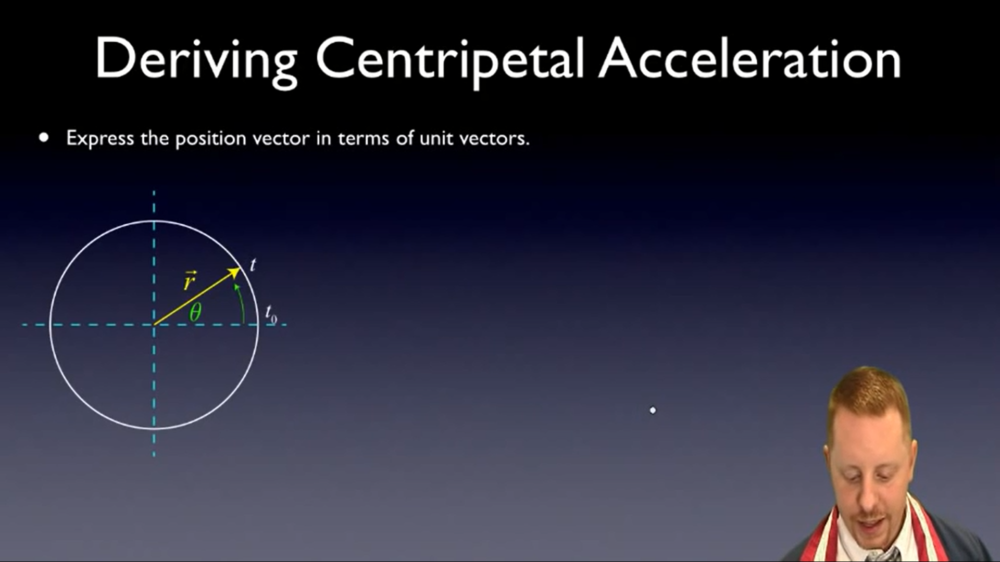 Deriving Centripetal Acceleration
• Express the position vector in terms of unit vectors.
t
r⃗
θ
t₀